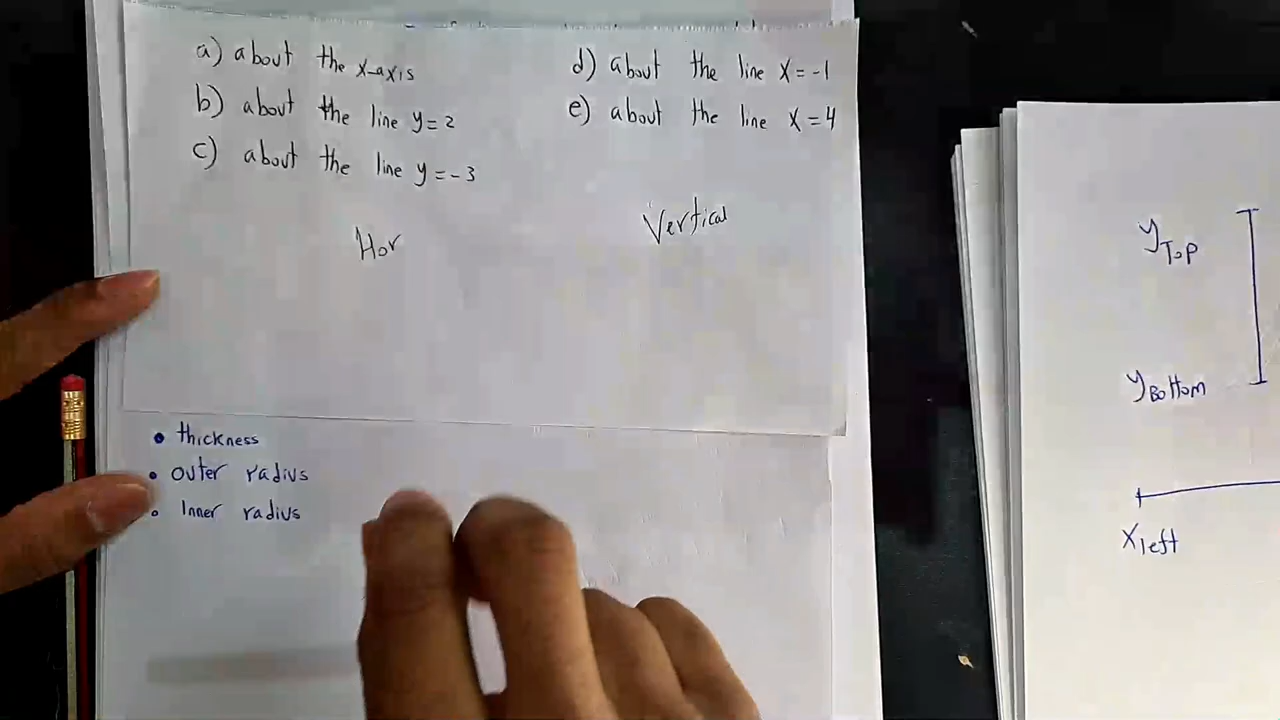 a) about the x-axis
b) about the line y=2
c) about the line y=-3
d) about the line x=-1
e) about the line x=4
Hor
Vertical
• thickness
• outer radius
• Inner radius
y Top
y Bottom
x left